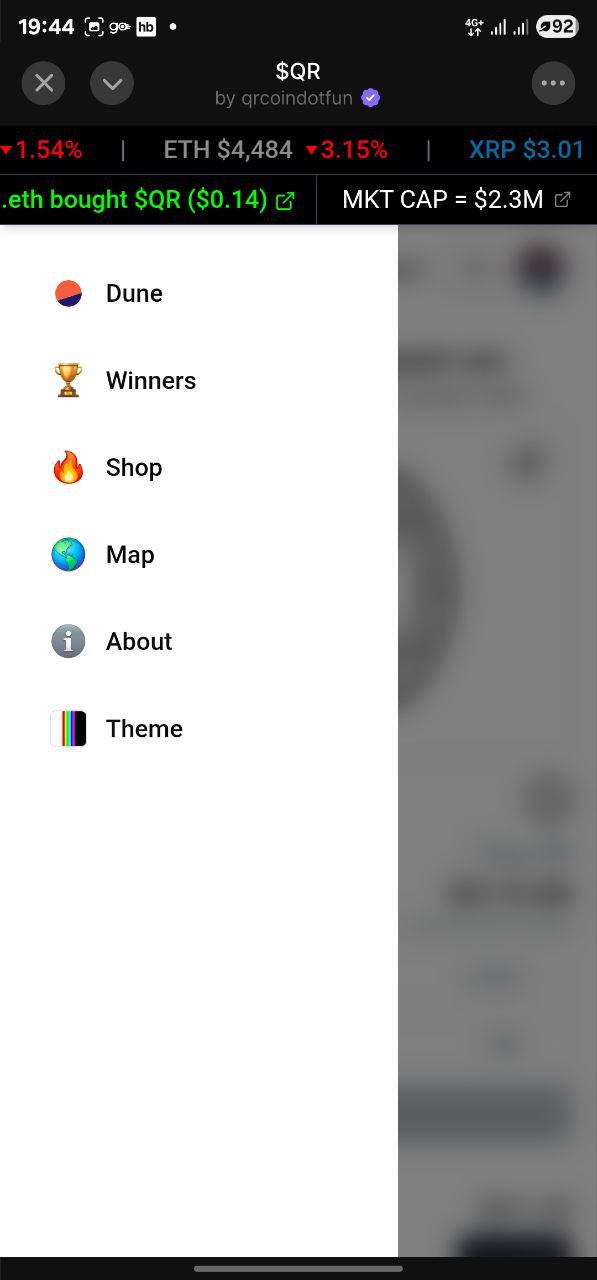 19:44 go hb 4G+ 92
$QR
by qrcoindotfun
1.54% | ETH $4,484 ▾3.15% | XRP $3.01
.eth bought $QR ($0.14) MKT CAP = $2.3M
Dune
Winners
Shop
Map
About
Theme